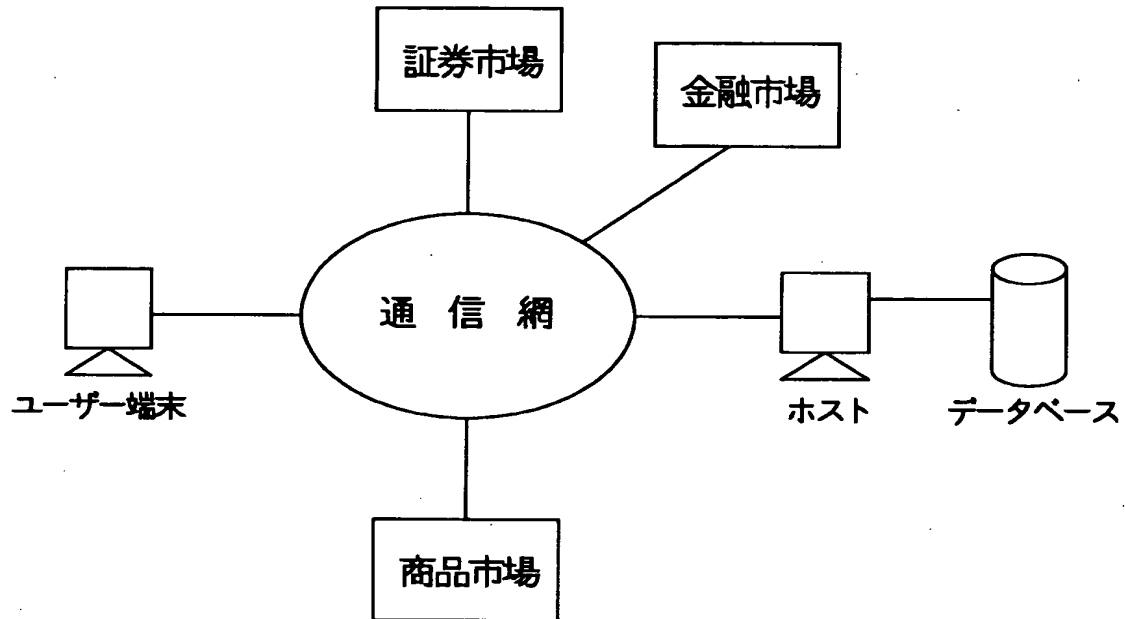 証券市場
金融市場
通信網
ユーザー端末
ホスト
データベース
商品市場